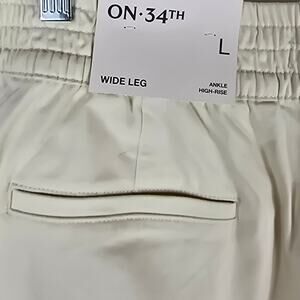 ON·34TH
L
WIDE LEG
ANKLE
HIGH-RISE